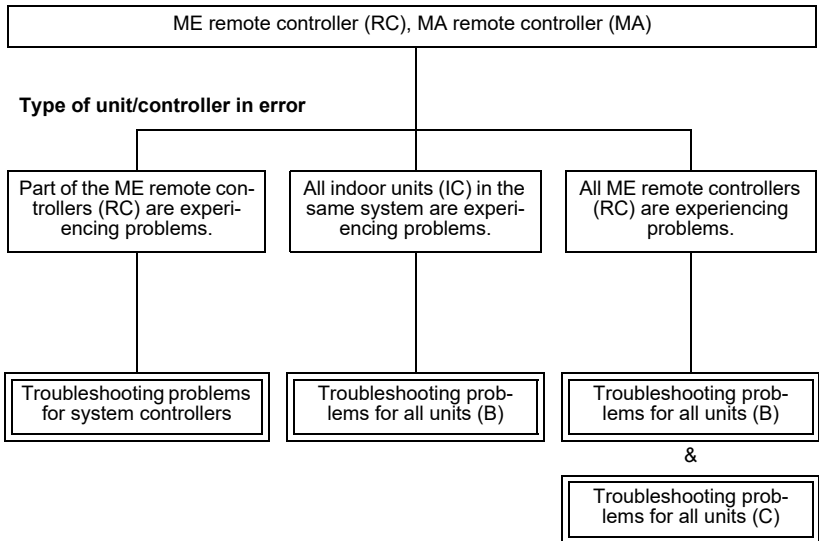 ME remote controller (RC), MA remote controller (MA)
Type of unit/controller in error
Part of the ME remote con-
trollers (RC) are experi-
encing problems.
All indoor units (IC) in the
same system are experi-
encing problems.
All ME remote controllers
(RC) are experiencing
problems.
Troubleshooting problems
for system controllers
Troubleshooting prob-
lems for all units (B)
Troubleshooting prob-
lems for all units (B)
&
Troubleshooting prob-
lems for all units (C)